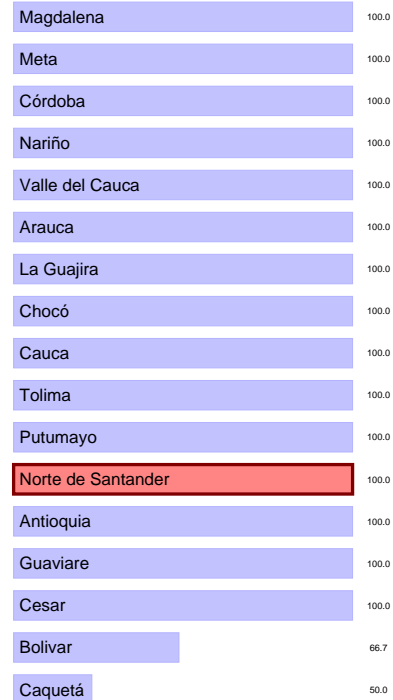 Magdalena 100.0
Meta 100.0
Córdoba 100.0
Nariño 100.0
Valle del Cauca 100.0
Arauca 100.0
La Guajira 100.0
Chocó 100.0
Cauca 100.0
Tolima 100.0
Putumayo 100.0
Norte de Santander 100.0
Antioquia 100.0
Guaviare 100.0
Cesar 100.0
Bolivar 66.7
Caquetá 50.0